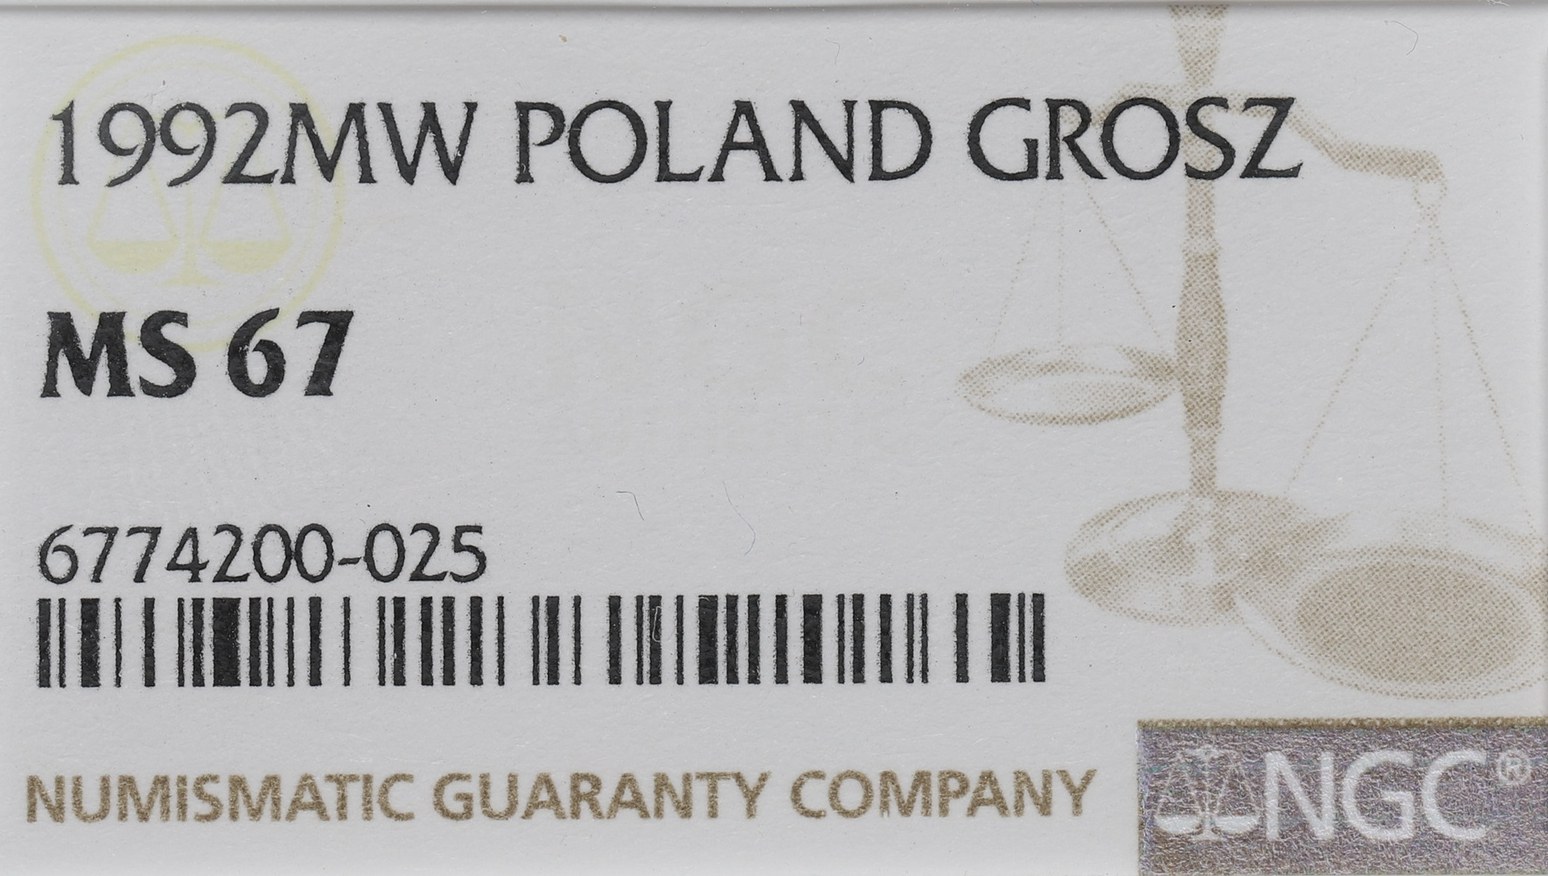 1992MW POLAND GROSZ
MS 67
6774200-025
NUMISMATIC GUARANTY COMPANY
NGC®